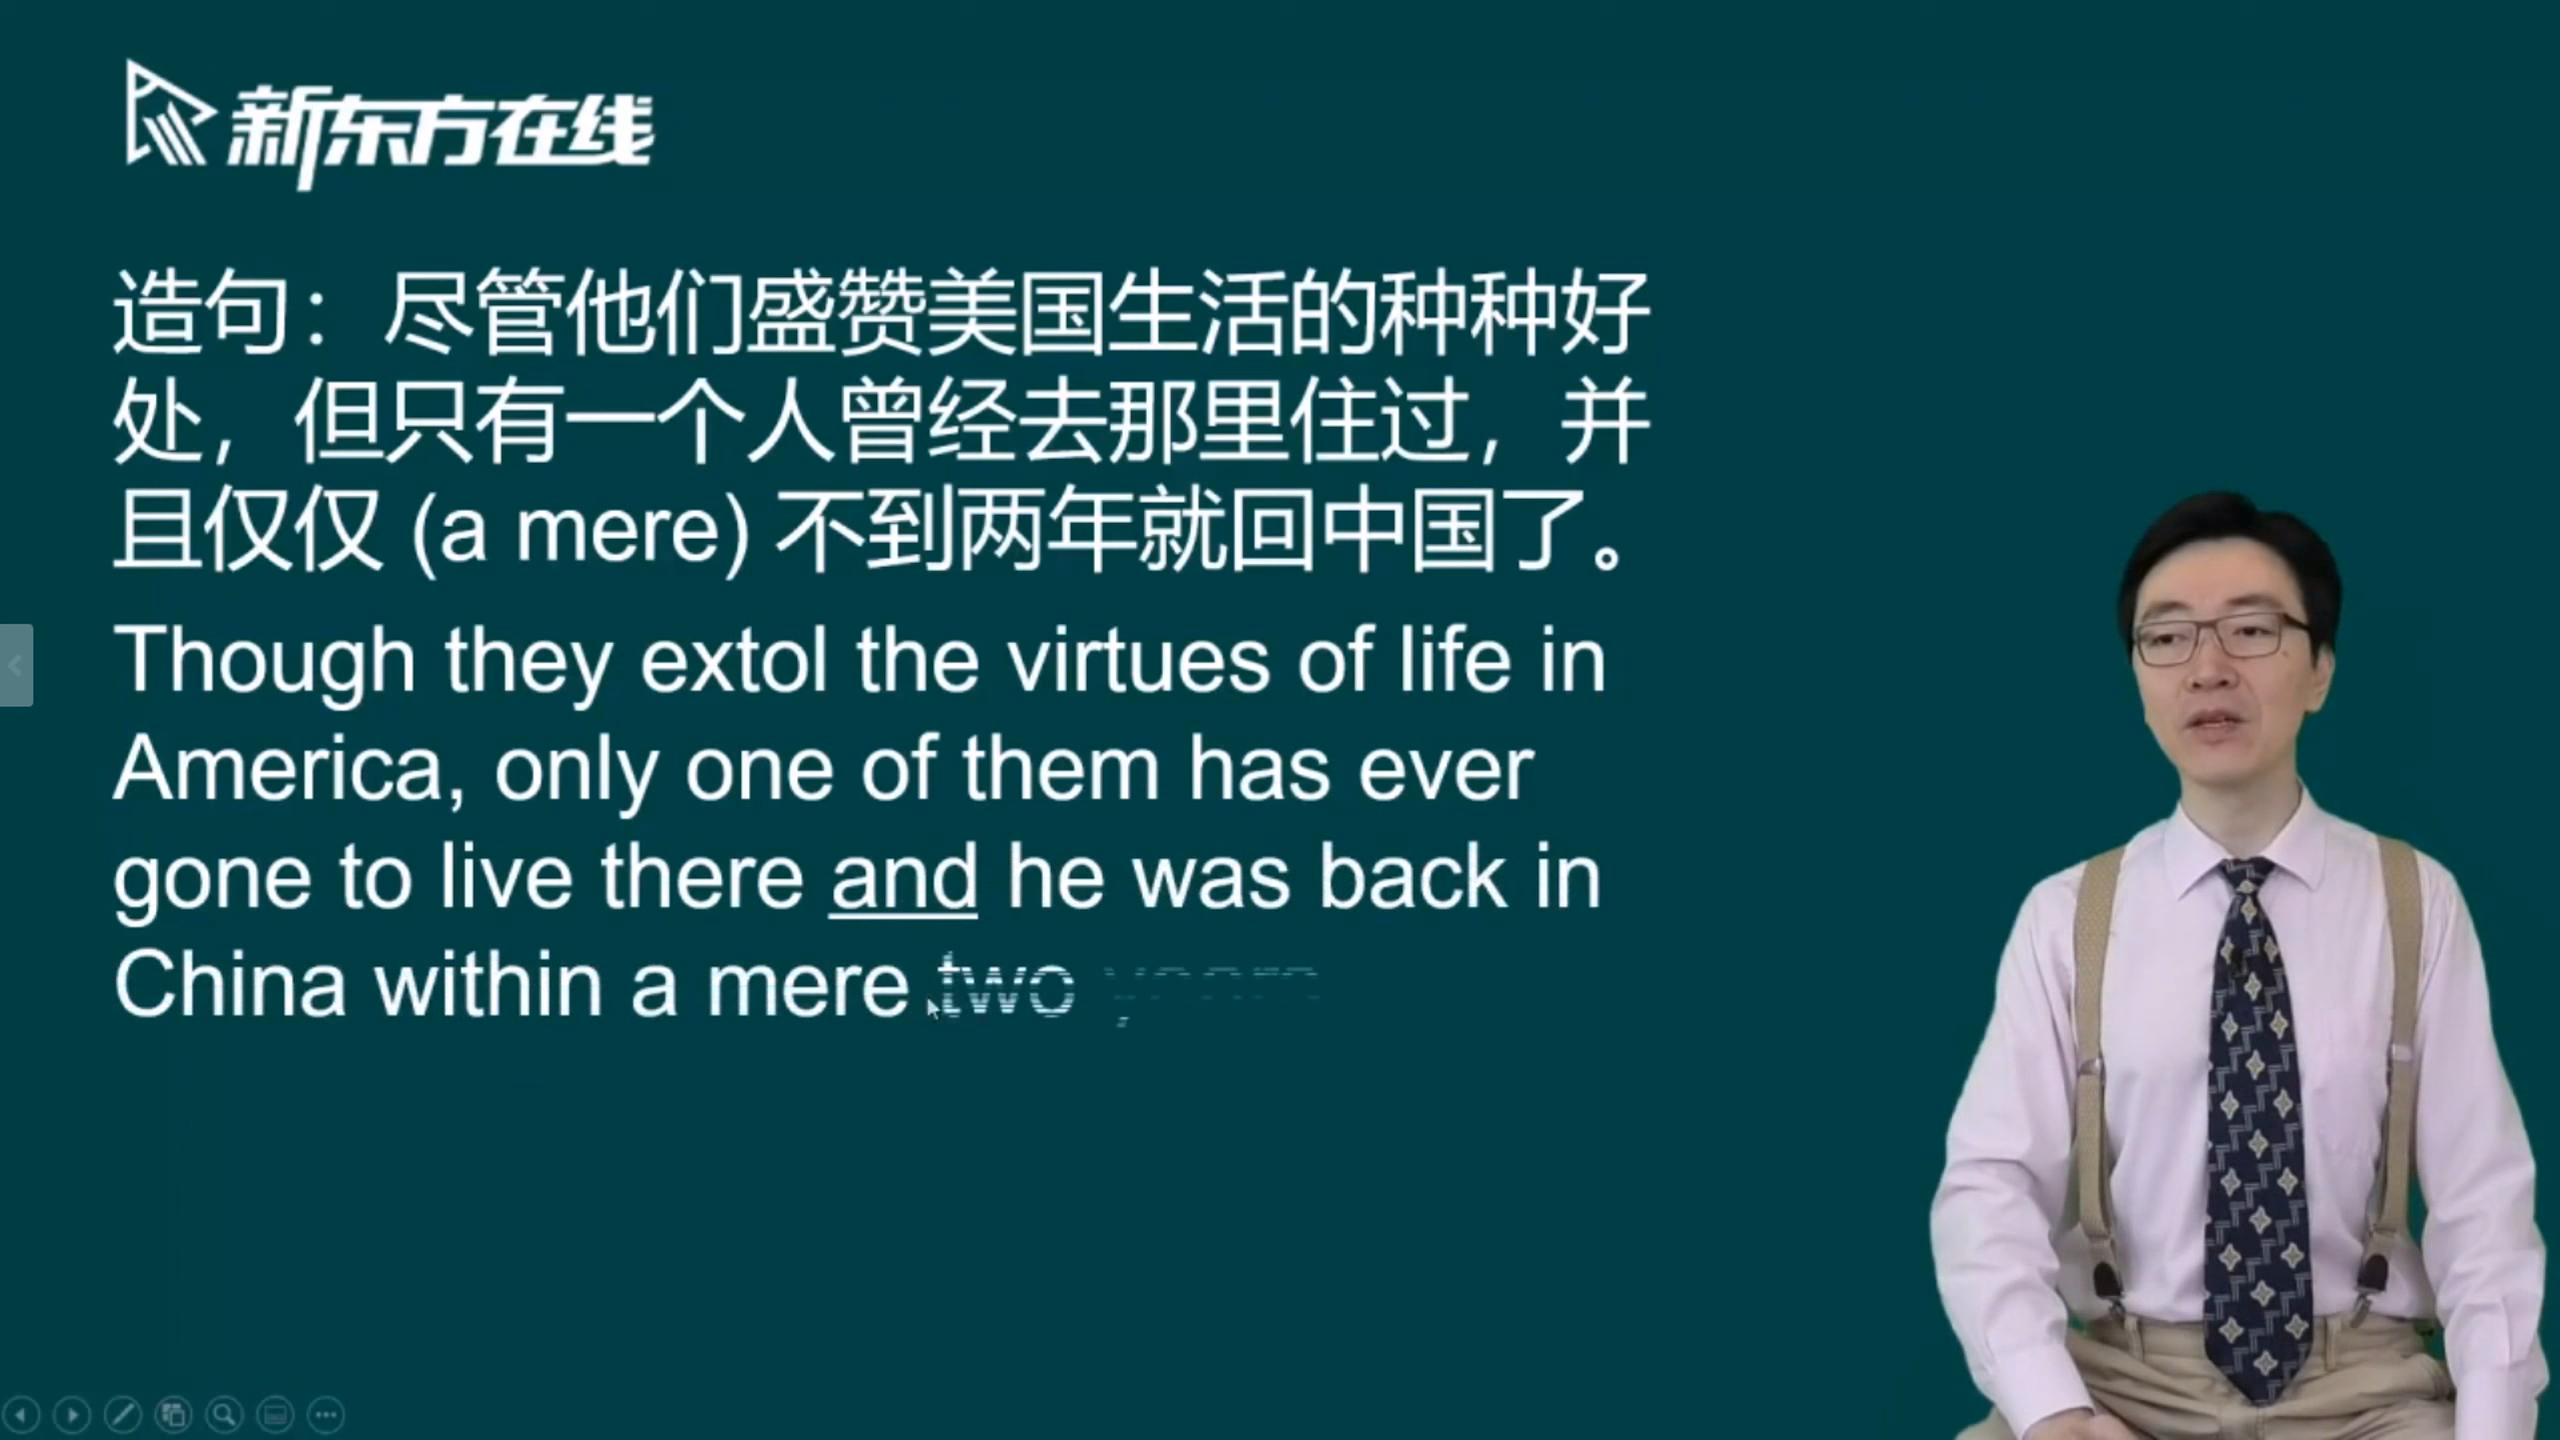 新东方在线
造句：尽管他们盛赞美国生活的种种好
处，但只有一个人曾经去那里住过，并
且仅仅 (a mere) 不到两年就回中国了。
Though they extol the virtues of life in
America, only one of them has ever
gone to live there and he was back in
China within a mere two years